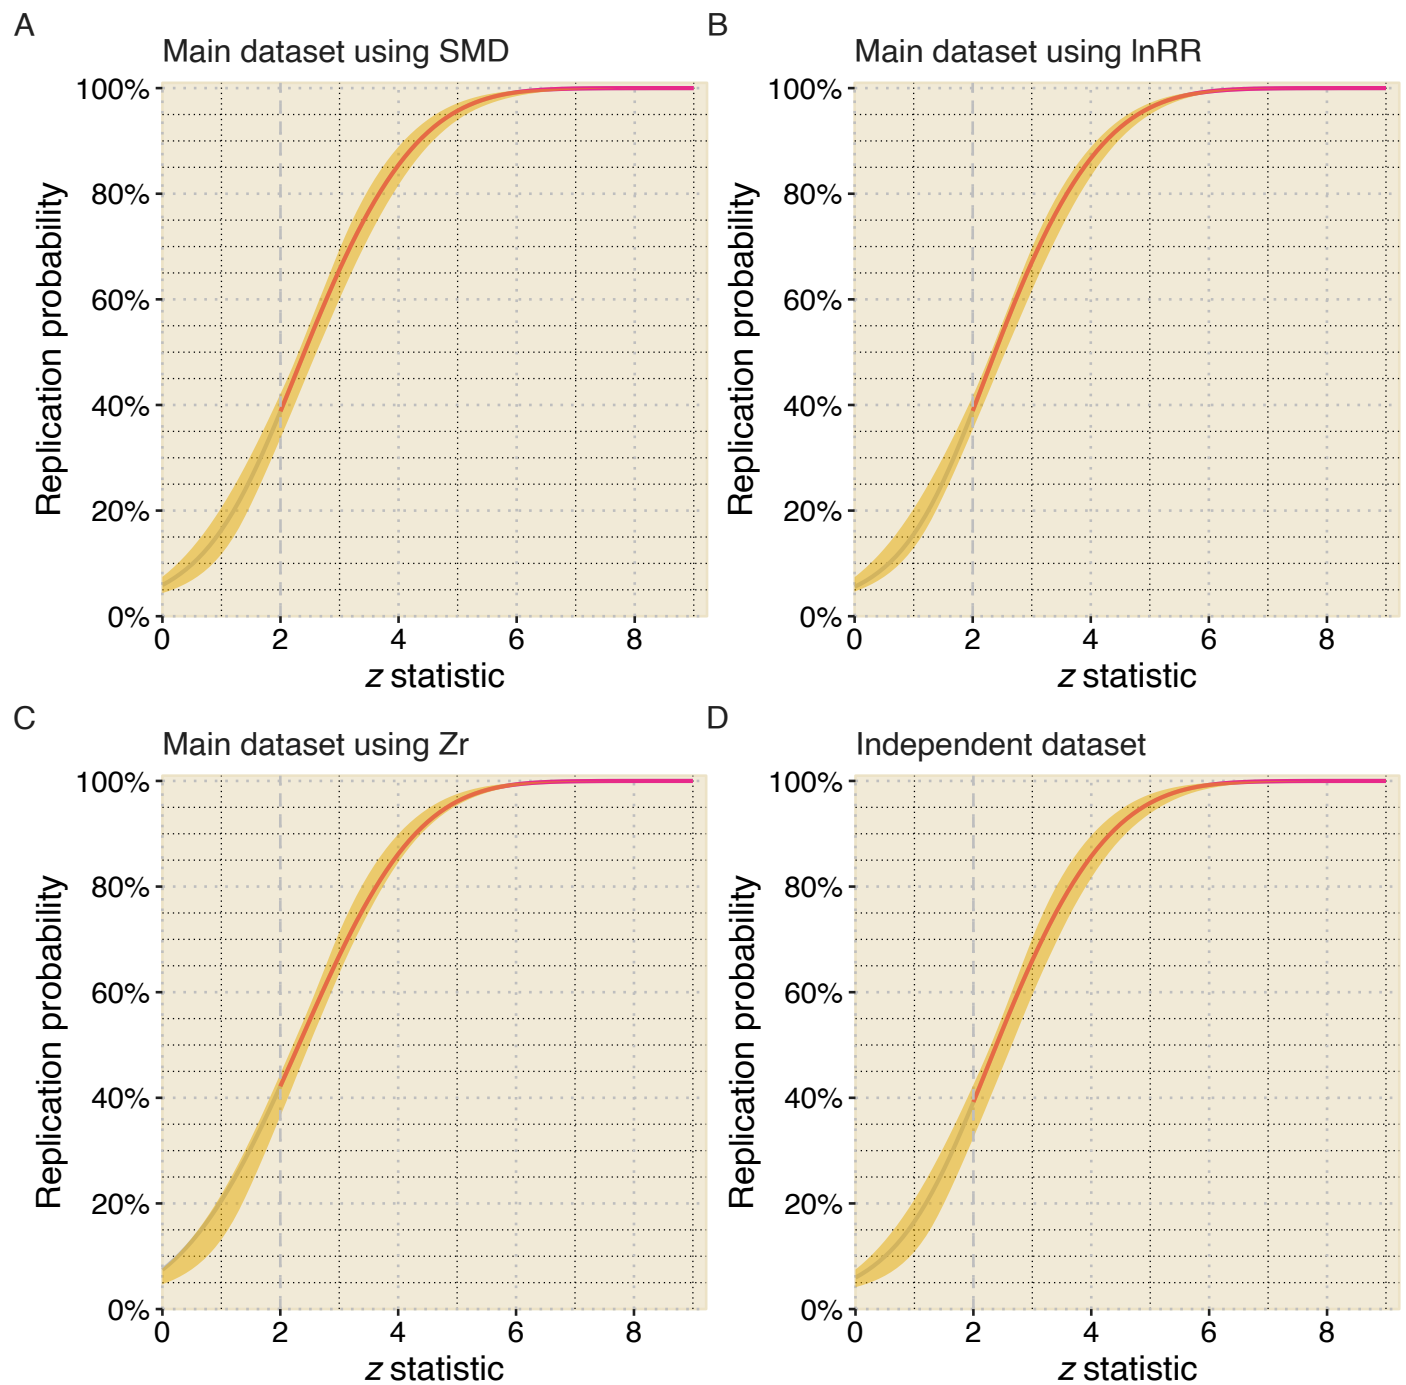 A
Main dataset using SMD
100%
80%
60%
40%
20%
0%
Replication probability
0 2 4 6 8
z statistic
B
Main dataset using lnRR
100%
80%
60%
40%
20%
0%
Replication probability
0 2 4 6 8
z statistic
C
Main dataset using Zr
100%
80%
60%
40%
20%
0%
Replication probability
0 2 4 6 8
z statistic
D
Independent dataset
100%
80%
60%
40%
20%
0%
Replication probability
0 2 4 6 8
z statistic